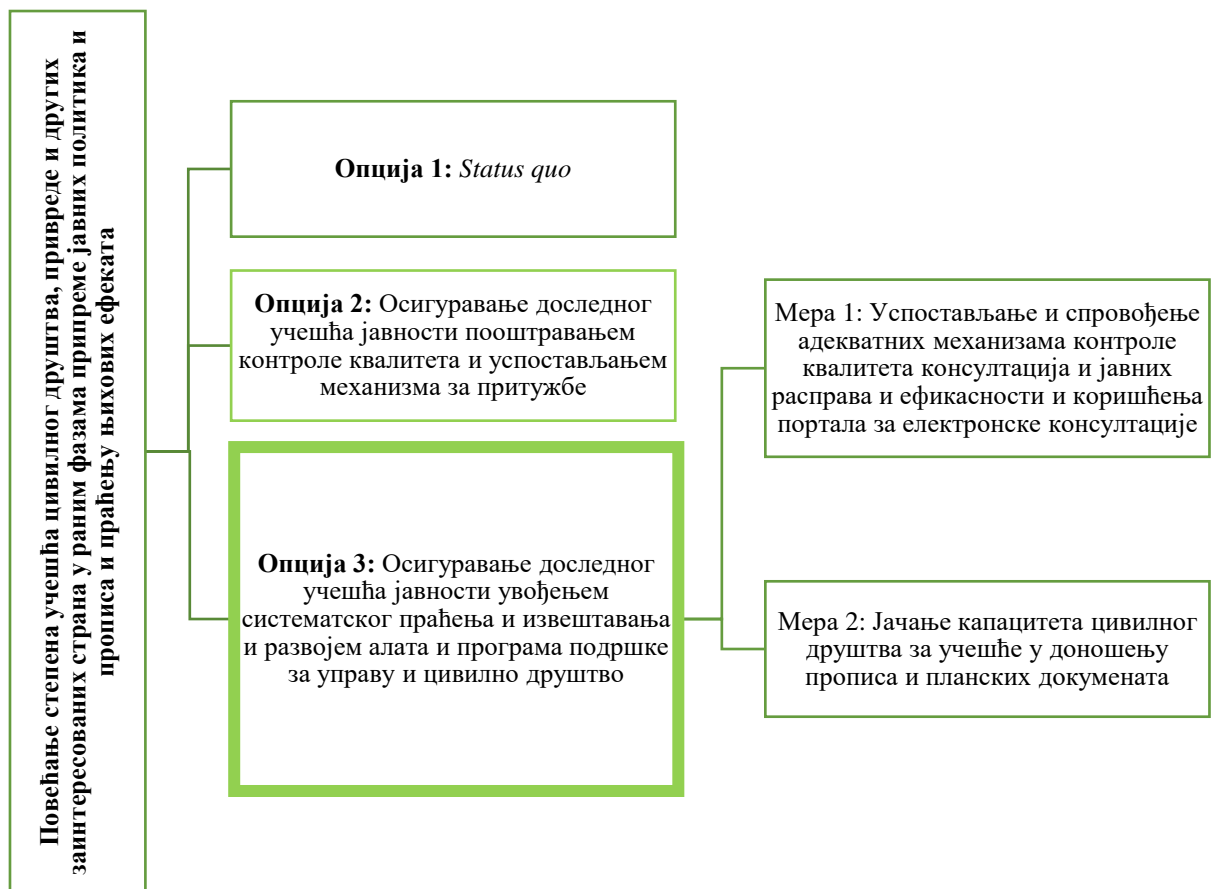 Повећање степена учешћа цивилног друштва, привреде и других
заинтересованих страна у раним фазама припреме јавних политика и
прописа и праћењу њихових ефеката
Опција 1: Status quo
Опција 2: Осигуравање доследног
учешћа јавности пооштравањем
контроле квалитета и успостављањем
механизма за притужбе
Опција 3: Осигуравање доследног
учешћа јавности увођењем
систематског праћења и извештавања
и развојем алата и програма подршке
за управу и цивилно друштво
Мера 1: Успостављање и спровођење
адекватних механизама контроле
квалитета консултација и јавних
расправа и ефикасности и коришћења
портала за електронске консултације
Мера 2: Јачање капацитета цивилног
друштва за учешће у доношењу
прописа и планских докумената